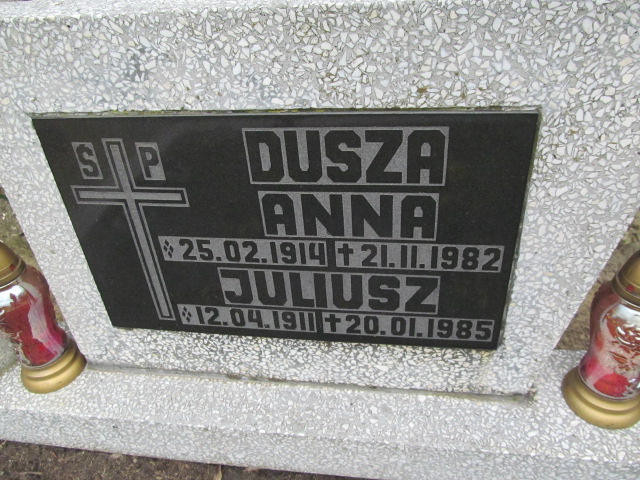 Ś P
DUSZA
ANNA
25.02.1914 ✝ 21.11.1982
JULIUSZ
12.04.1911 ✝ 20.01.1985